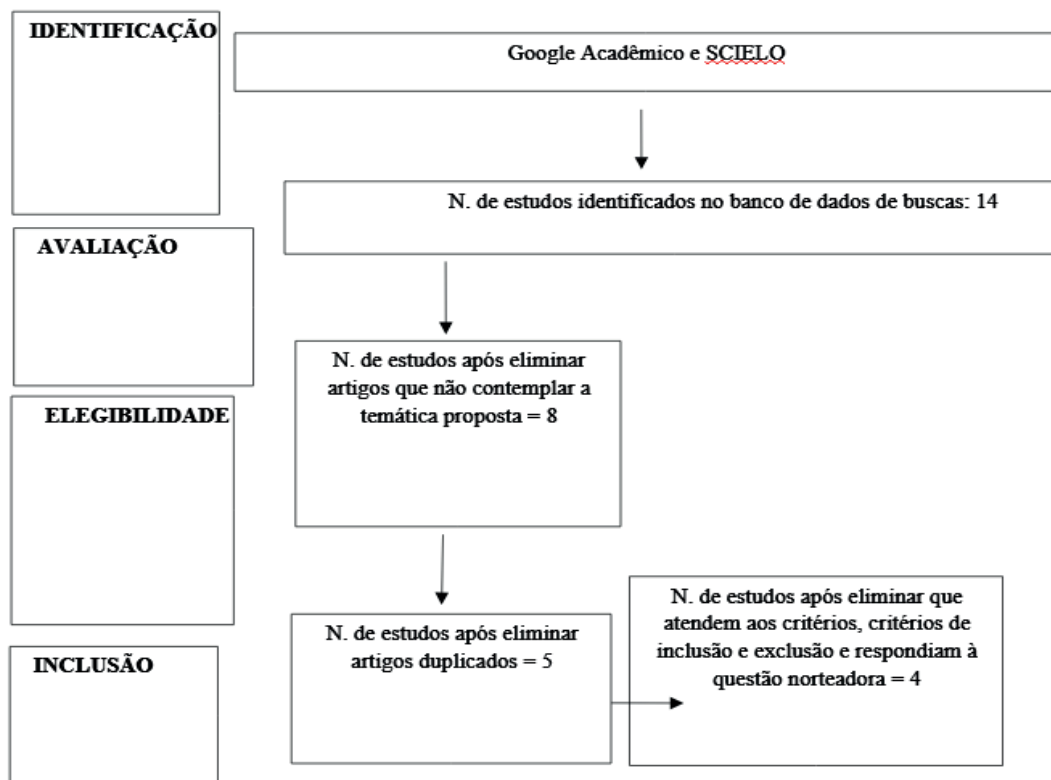 IDENTIFICAÇÃO
Google Acadêmico e SCIELO
N. de estudos identificados no banco de dados de buscas: 14
AVALIAÇÃO
N. de estudos após eliminar
artigos que não contemplar a
temática proposta = 8
ELEGIBILIDADE
N. de estudos após eliminar
artigos duplicados = 5
N. de estudos após eliminar que
atendem aos critérios, critérios de
inclusão e exclusão e respondiam à
questão norteadora = 4
INCLUSÃO